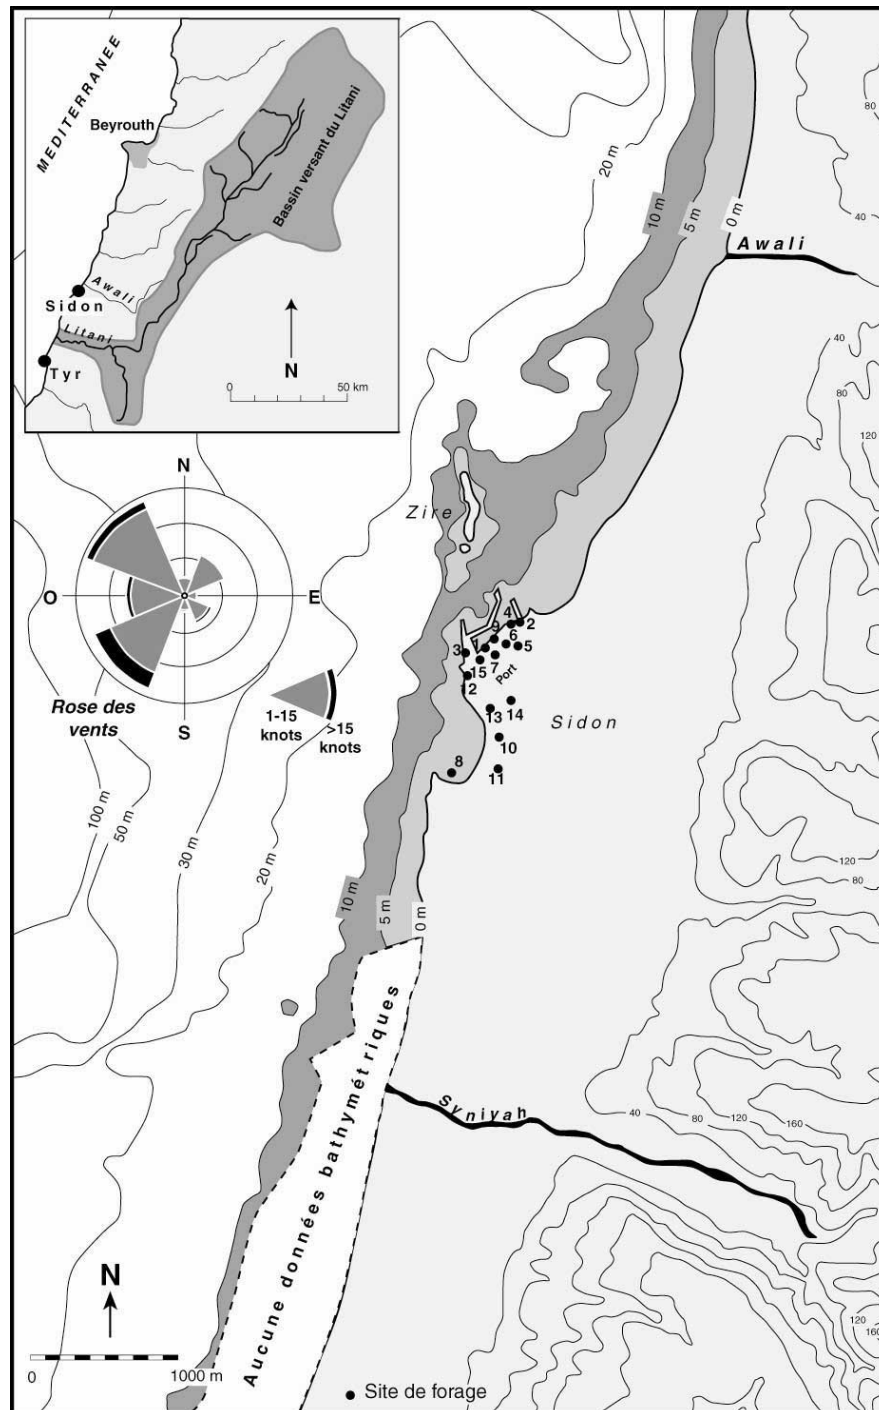 MEDITERRANEE
Beyrouth
Bassin versant du Litani
Awali
Sidon
Litani
Tyr
N
0
50 km
20 m
10 m
5 m
0 m
Awali
80
40
40
80
120
N
O
E
S
Rose des
vents
1-15
knots
>15
knots
Zire
4
2
9
6
1
5
3
7
15
Port
12
13
14
Sidon
10
8
11
100 m
50 m
30 m
20 m
10 m
5 m
0 m
120
80
Aucune données bathymétriques
Syniyah
40
80
120
160
120
160
N
0
1000 m
Site de forage